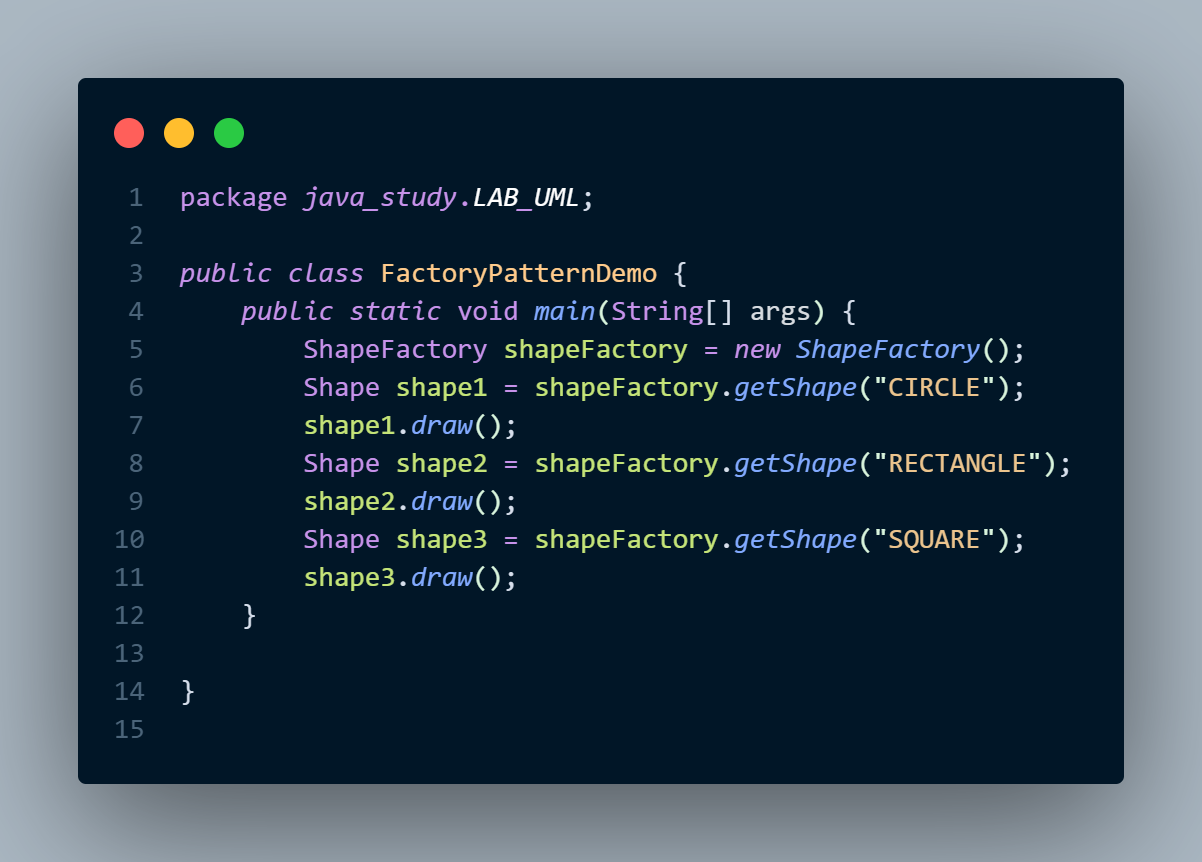 1 package java_study.LAB_UML;
2
3 public class FactoryPatternDemo {
4     public static void main(String[] args) {
5         ShapeFactory shapeFactory = new ShapeFactory();
6         Shape shape1 = shapeFactory.getShape("CIRCLE");
7         shape1.draw();
8         Shape shape2 = shapeFactory.getShape("RECTANGLE");
9         shape2.draw();
10         Shape shape3 = shapeFactory.getShape("SQUARE");
11         shape3.draw();
12     }
13
14 }
15